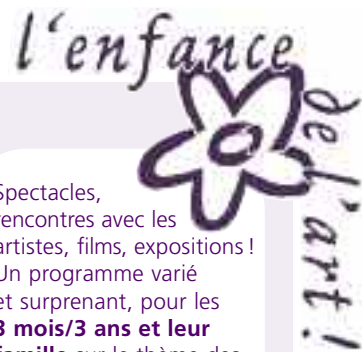 l'enfance
de l'art !
Spectacles,
rencontres avec les
artistes, films, expositions !
Un programme varié
et surprenant, pour les
3 mois/3 ans et leur
famille sur le thème des